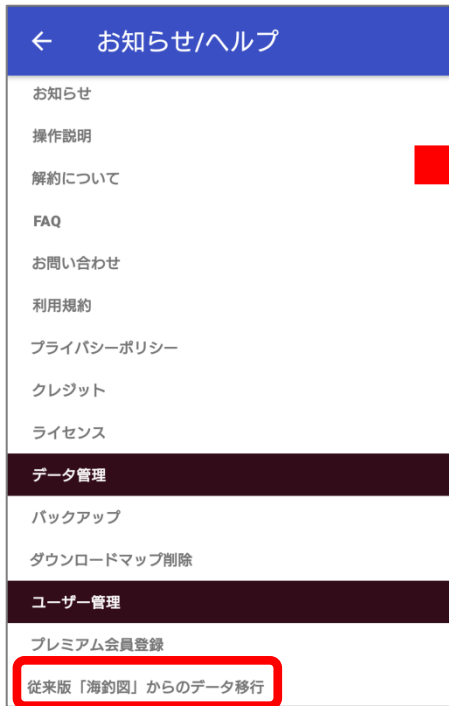 お知らせ/ヘルプ
お知らせ
操作説明
解約について
FAQ
お問い合わせ
利用規約
プライバシーポリシー
クレジット
ライセンス
データ管理
バックアップ
ダウンロードマップ削除
ユーザー管理
プレミアム会員登録
従来版「海釣図」からのデータ移行